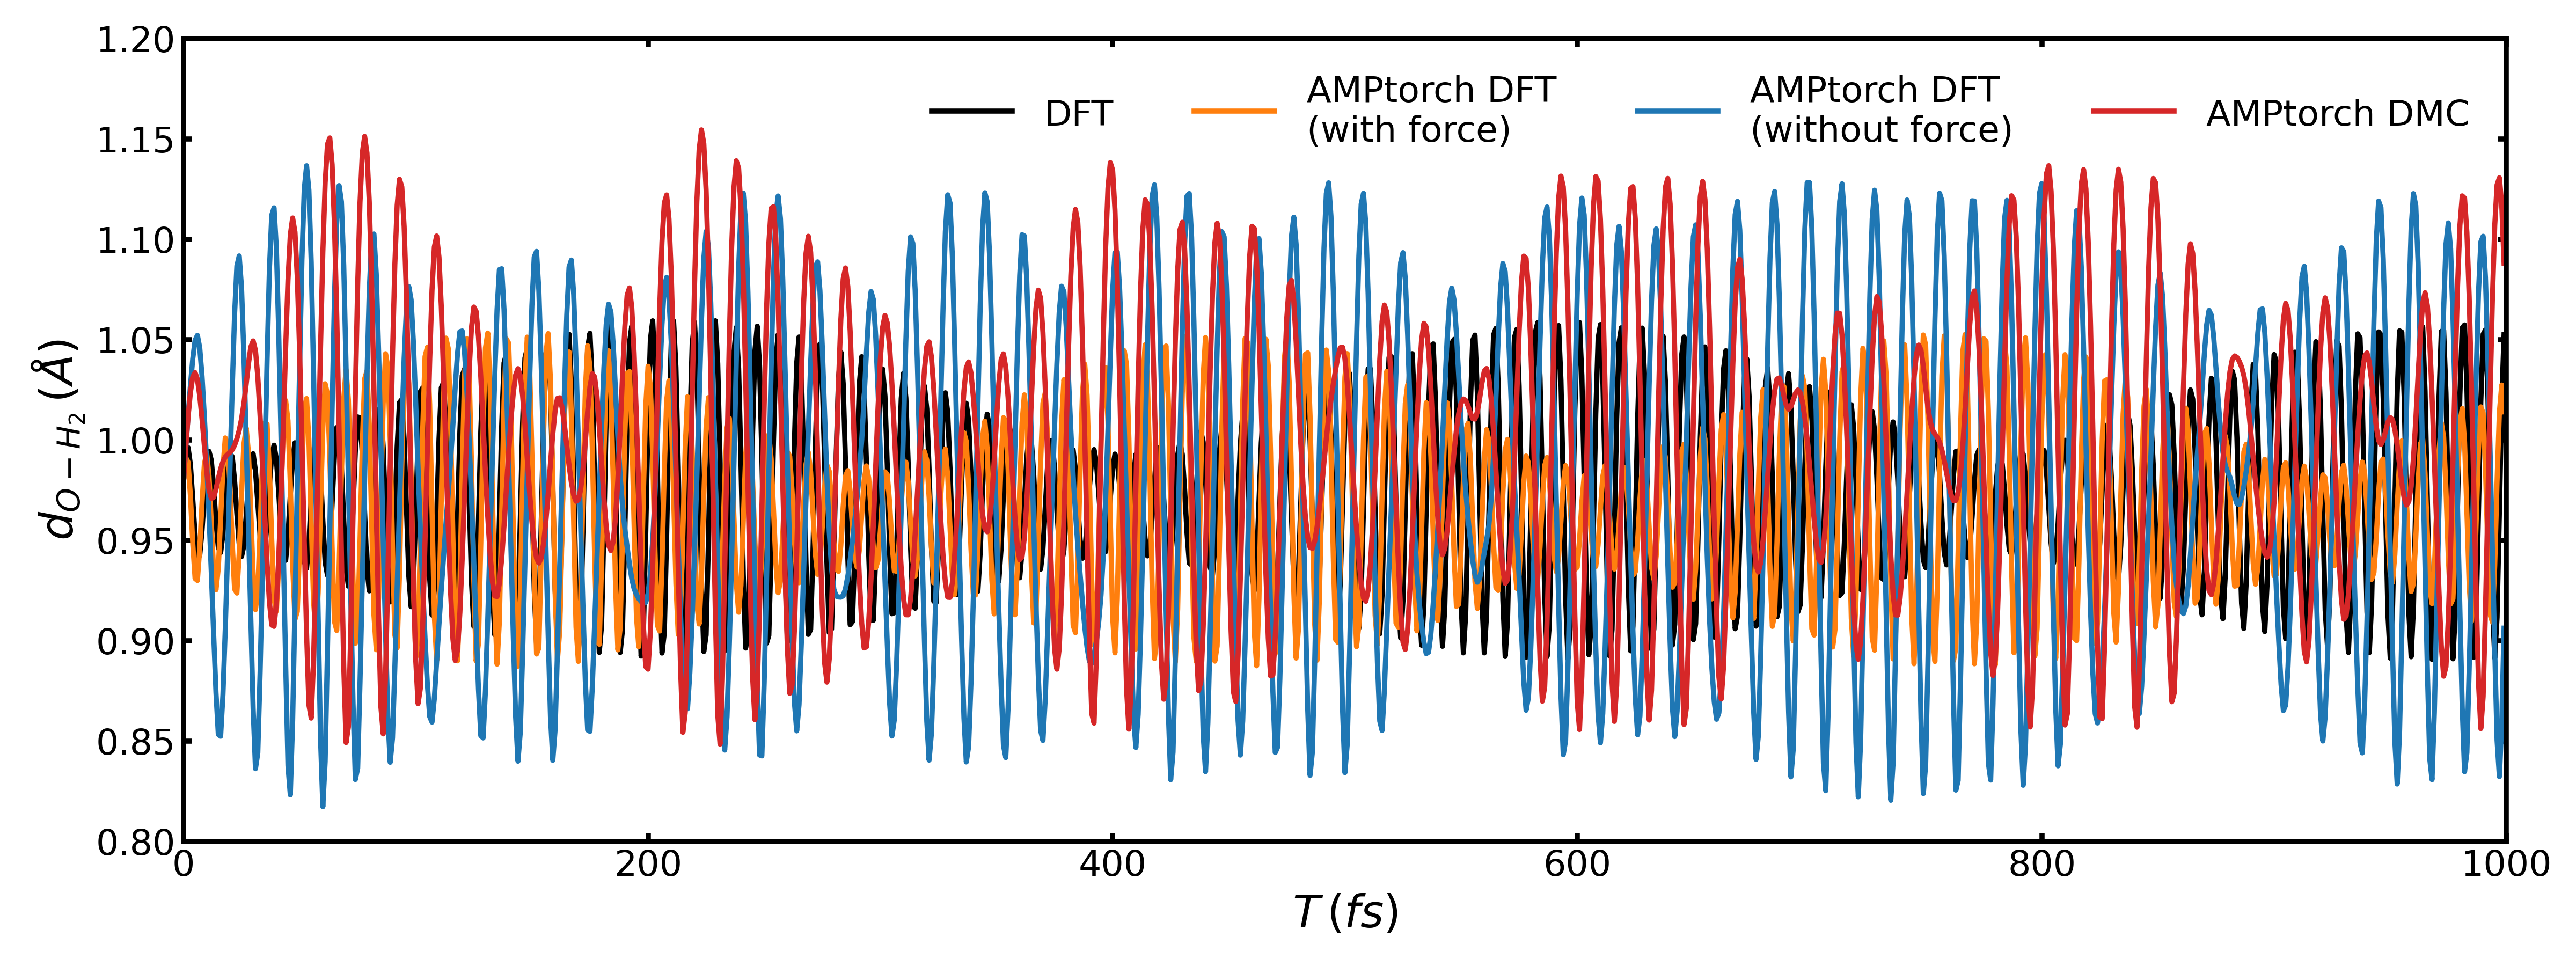 1.20
1.15
1.10
1.05
1.00
0.95
0.90
0.85
0.80
d_{O-H_2} (Å)
DFT
AMPtorch DFT
(with force)
AMPtorch DFT
(without force)
AMPtorch DMC
0 200 400 600 800 1000
T (fs)